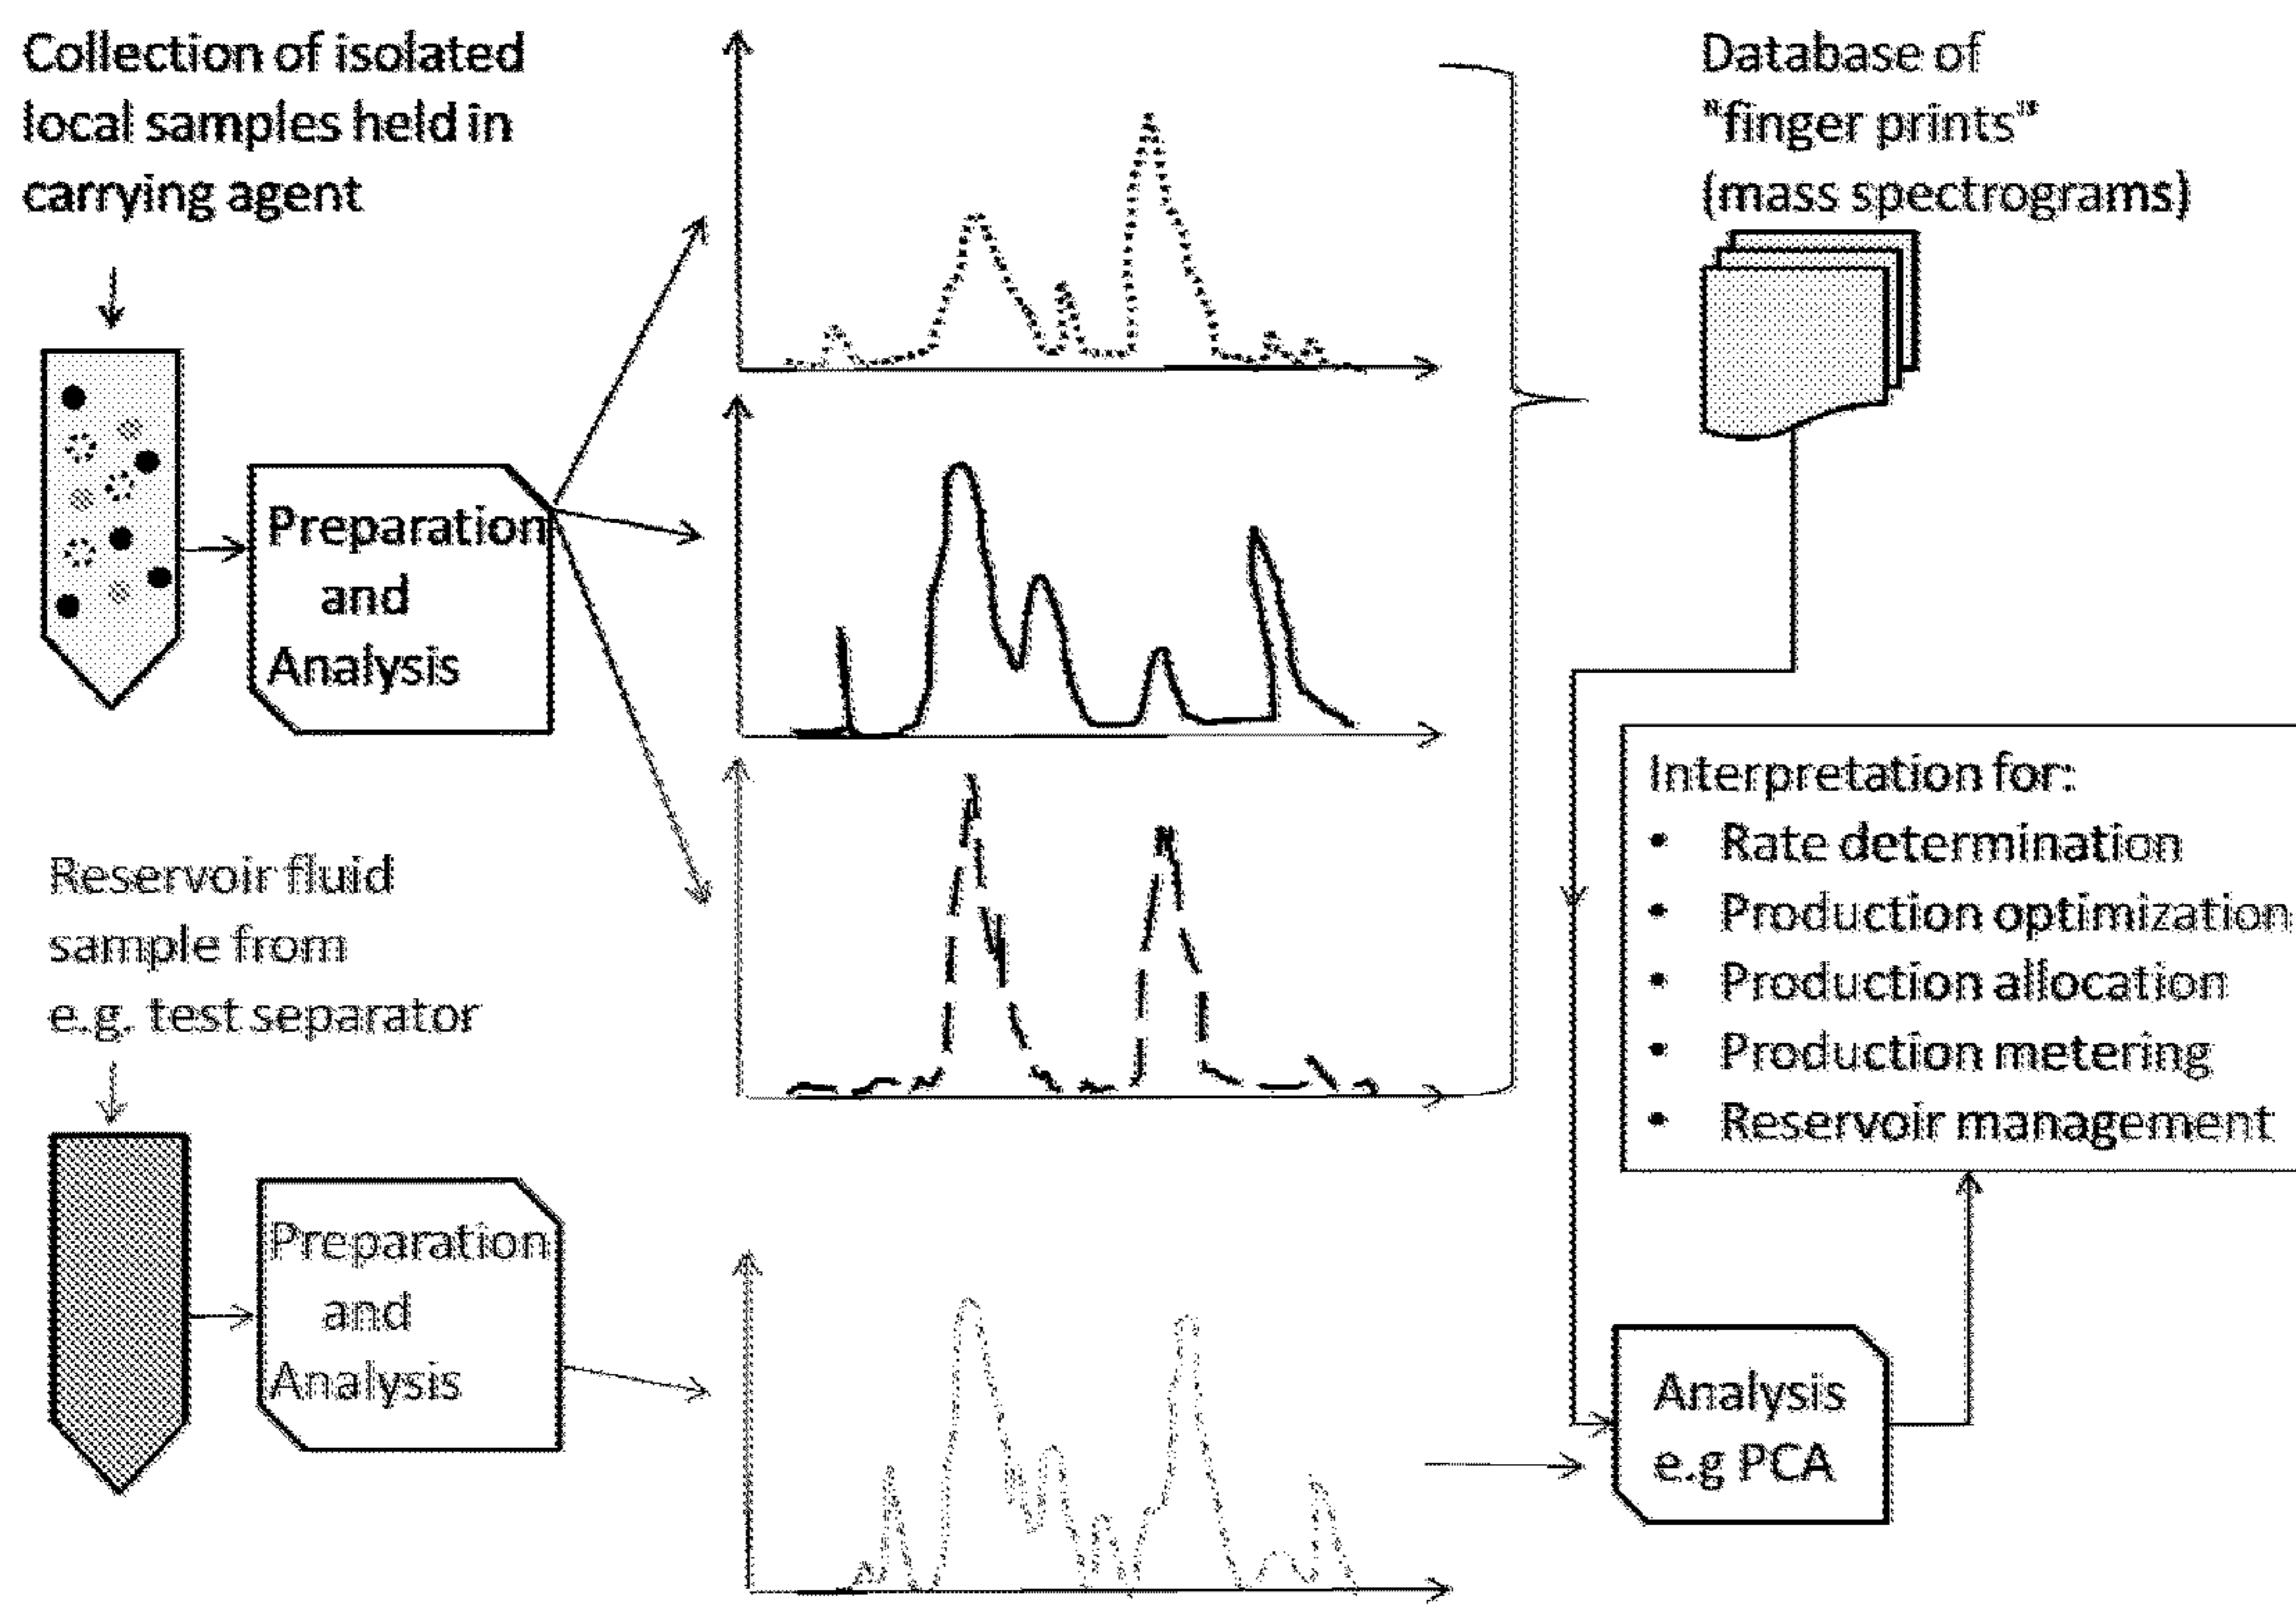 Collection of isolated
local samples held in
carrying agent
Database of
"finger prints"
(mass spectrograms)
Preparation
and
Analysis
Interpretation for:
• Rate determination
• Production optimization
• Production allocation
• Production metering
• Reservoir management
Reservoir fluid
sample from
e.g. test separator
Preparation
and
Analysis
Analysis
e.g PCA